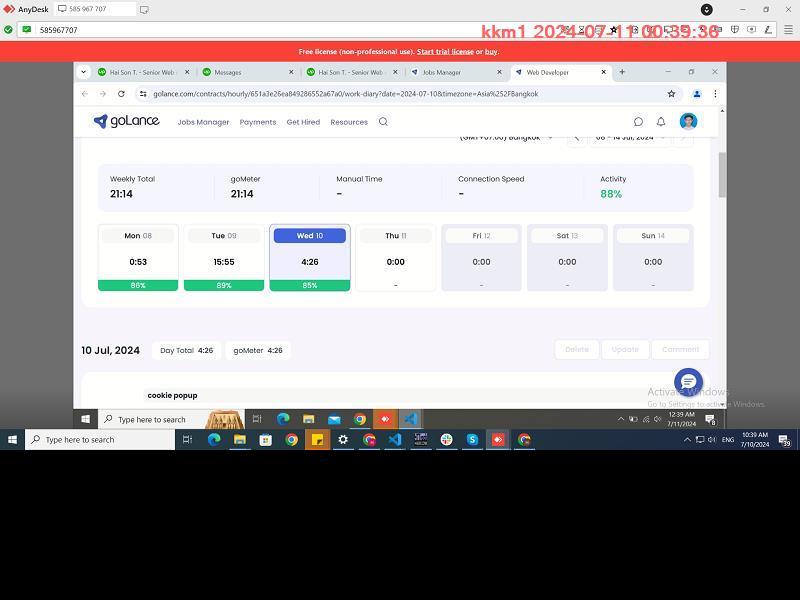 AnyDesk
585 967 707
585967707
kkm1 2024-07-11 00:39:36
Free license (non-professional use). Start trial license or buy.
Hai Son T. - Senior Web
Messages
Hai Son T. - Senior Web
Jobs Manager
Web Developer
golance.com/contracts/hourly/651a3e26ea849286552a67a0/work-diary?date=2024-07-10&timezone=Asia%252FBangkok
goLance
Jobs Manager
Payments
Get Hired
Resources
(GMT+07:00) Bangkok
08 - 14 Jul, 2024
Weekly Total
goMeter
Manual Time
Connection Speed
Activity
21:14
21:14
-
-
88%
Mon 08
Tue 09
Wed 10
Thu 11
Fri 12
Sat 13
Sun 14
0:53
15:55
4:26
0:00
0:00
0:00
0:00
86%
89%
85%
-
-
-
-
10 Jul, 2024
Day Total 4:26
goMeter 4:26
Delete
Update
Comment
cookie popup
Activate Windows
Go to Settings to activate Windows.
Type here to search
12:39 AM
7/11/2024
Type here to search
ENG
10:39 AM
7/10/2024
39